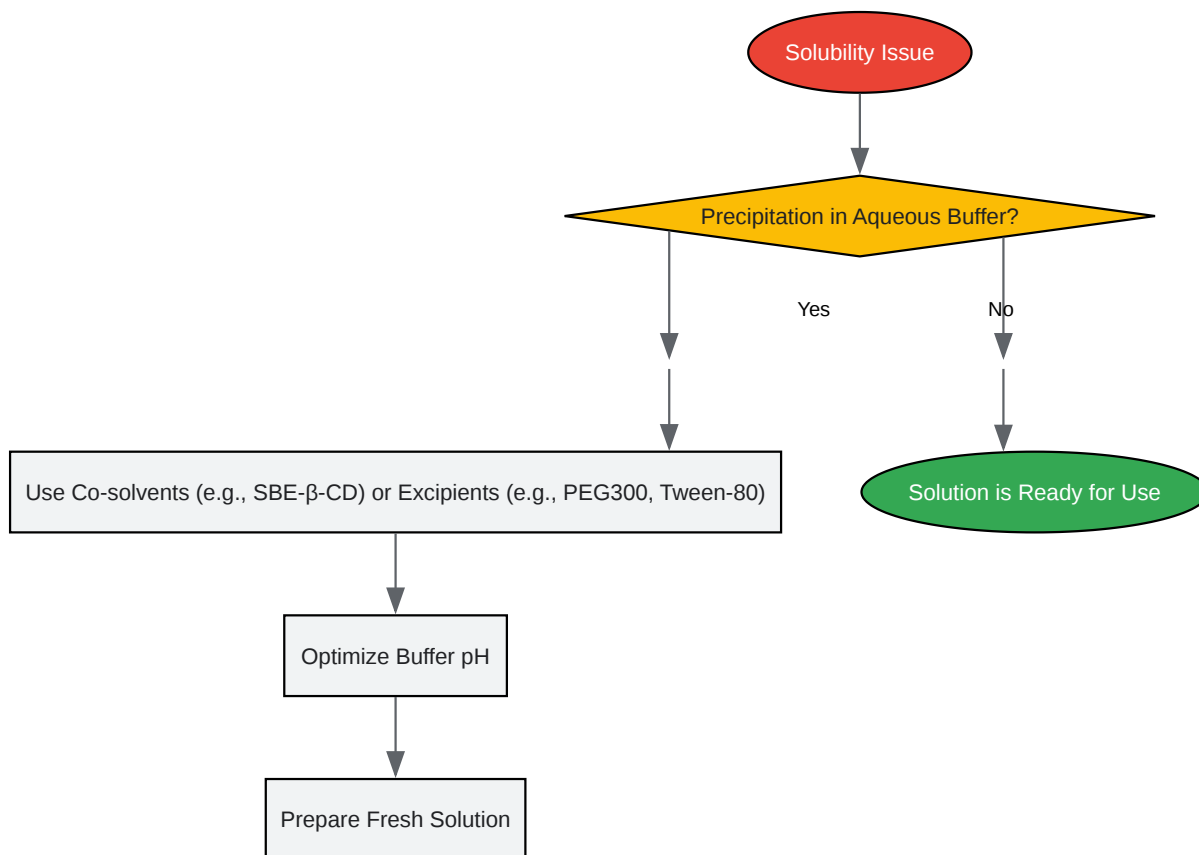 Solubility Issue
Precipitation in Aqueous Buffer?
Yes
No
Use Co-solvents (e.g., SBE-β-CD) or Excipients (e.g., PEG300, Tween-80)
Solution is Ready for Use
Optimize Buffer pH
Prepare Fresh Solution